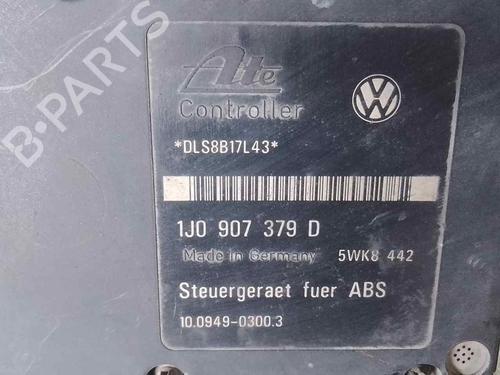 B-PARTS
Ate
Controller
*DLS8B17L43*
1J0 907 379 D
Made in Germany 5WK8 442
Steuergeraet fuer ABS
10.0949-0300.3